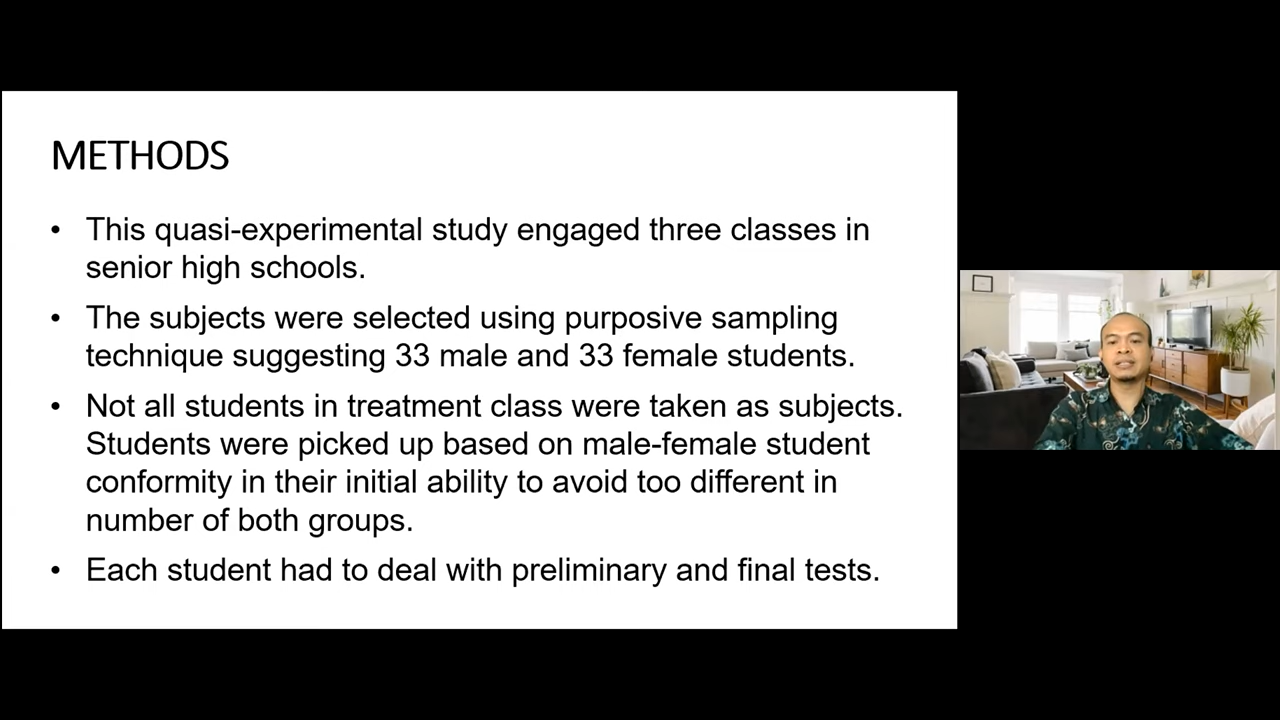 METHODS
• This quasi-experimental study engaged three classes in
senior high schools.
• The subjects were selected using purposive sampling
technique suggesting 33 male and 33 female students.
• Not all students in treatment class were taken as subjects.
Students were picked up based on male-female student
conformity in their initial ability to avoid too different in
number of both groups.
• Each student had to deal with preliminary and final tests.